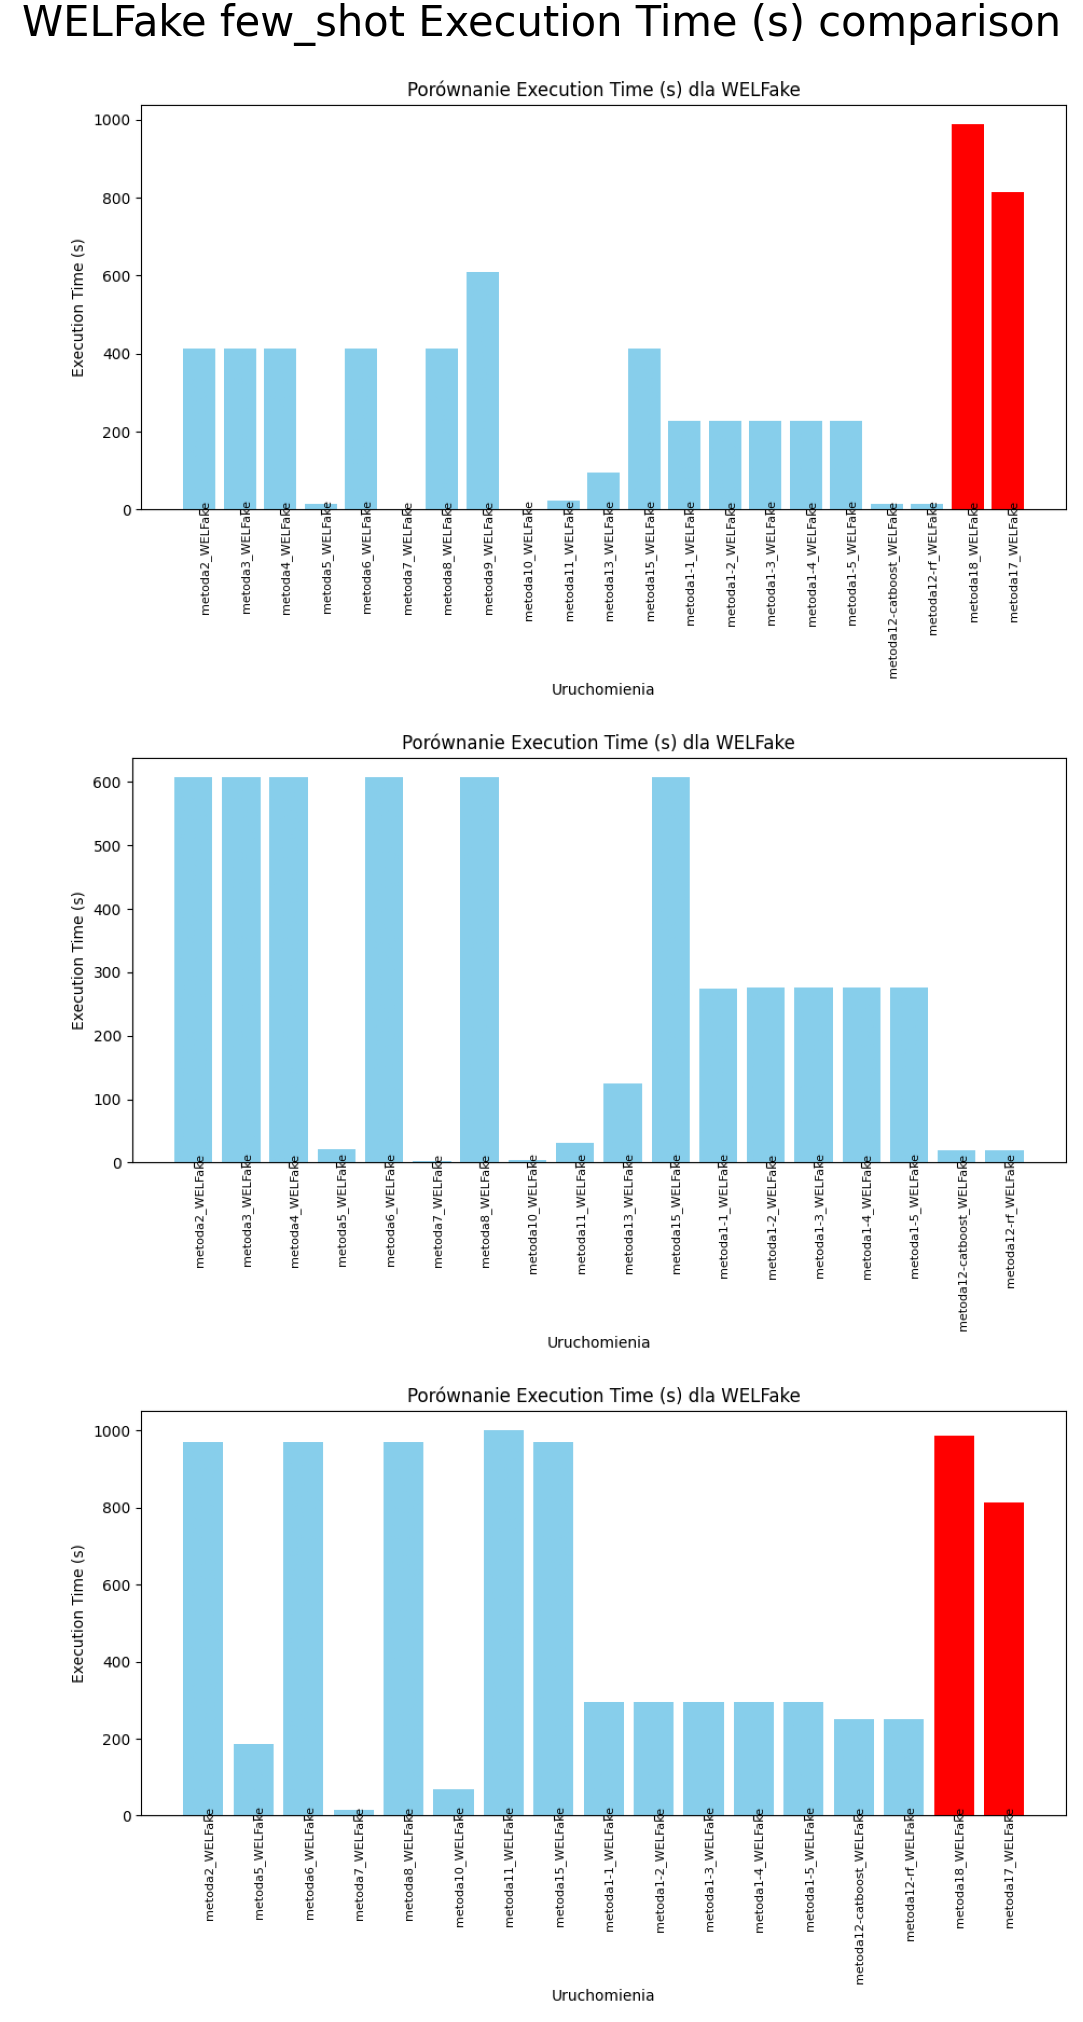 WELFake few_shot Execution Time (s) comparison
Porównanie Execution Time (s) dla WELFake
Execution Time (s)
1000
800
600
400
200
0
metoda2_WELFake
metoda3_WELFake
metoda4_WELFake
metoda5_WELFake
metoda6_WELFake
metoda7_WELFake
metoda8_WELFake
metoda9_WELFake
metoda10_WELFake
metoda11_WELFake
metoda13_WELFake
metoda15_WELFake
metoda1-1_WELFake
metoda1-2_WELFake
metoda1-3_WELFake
metoda1-4_WELFake
metoda1-5_WELFake
metoda12-catboost_WELFake
metoda12-rf_WELFake
metoda18_WELFake
metoda17_WELFake
Uruchomienia
Porównanie Execution Time (s) dla WELFake
Execution Time (s)
600
500
400
300
200
100
0
metoda2_WELFake
metoda3_WELFake
metoda4_WELFake
metoda5_WELFake
metoda6_WELFake
metoda7_WELFake
metoda8_WELFake
metoda10_WELFake
metoda11_WELFake
metoda13_WELFake
metoda15_WELFake
metoda1-1_WELFake
metoda1-2_WELFake
metoda1-3_WELFake
metoda1-4_WELFake
metoda1-5_WELFake
metoda12-catboost_WELFake
metoda12-rf_WELFake
Uruchomienia
Porównanie Execution Time (s) dla WELFake
Execution Time (s)
1000
800
600
400
200
0
metoda2_WELFake
metoda5_WELFake
metoda6_WELFake
metoda7_WELFake
metoda8_WELFake
metoda10_WELFake
metoda11_WELFake
metoda15_WELFake
metoda1-1_WELFake
metoda1-2_WELFake
metoda1-3_WELFake
metoda1-4_WELFake
metoda1-5_WELFake
metoda12-catboost_WELFake
metoda12-rf_WELFake
metoda18_WELFake
metoda17_WELFake
Uruchomienia